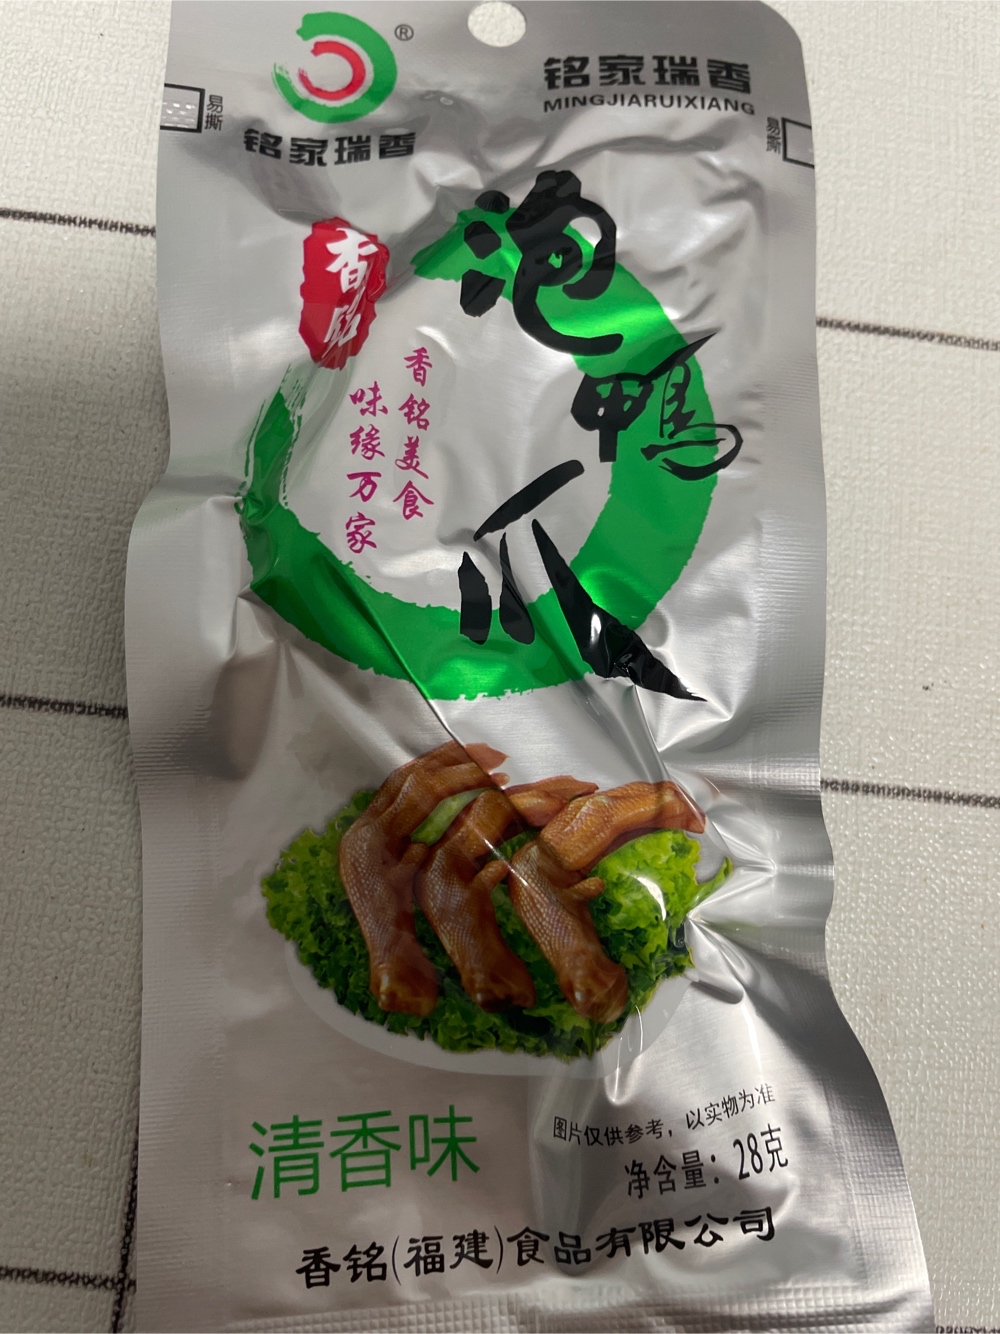 ®
铭家瑞香
铭家瑞香
MINGJIARUIXIANG
易撕
易撕
香铭
泡鸭爪
香铭美食
味缘万家
清香味
图片仅供参考，以实物为准
净含量：28克
香铭(福建)食品有限公司